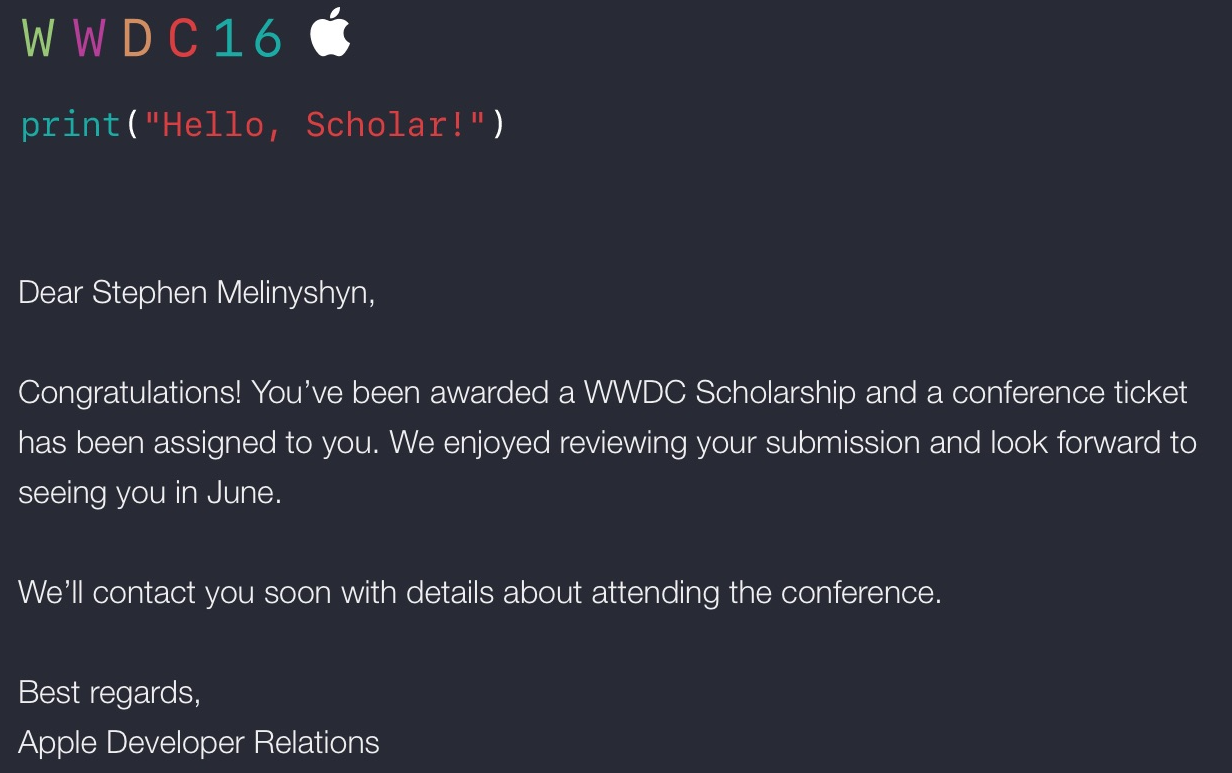 WWDC16
print("Hello, Scholar!")
Dear Stephen Melinyshyn,
Congratulations! You’ve been awarded a WWDC Scholarship and a conference ticket
has been assigned to you. We enjoyed reviewing your submission and look forward to
seeing you in June.
We’ll contact you soon with details about attending the conference.
Best regards,
Apple Developer Relations